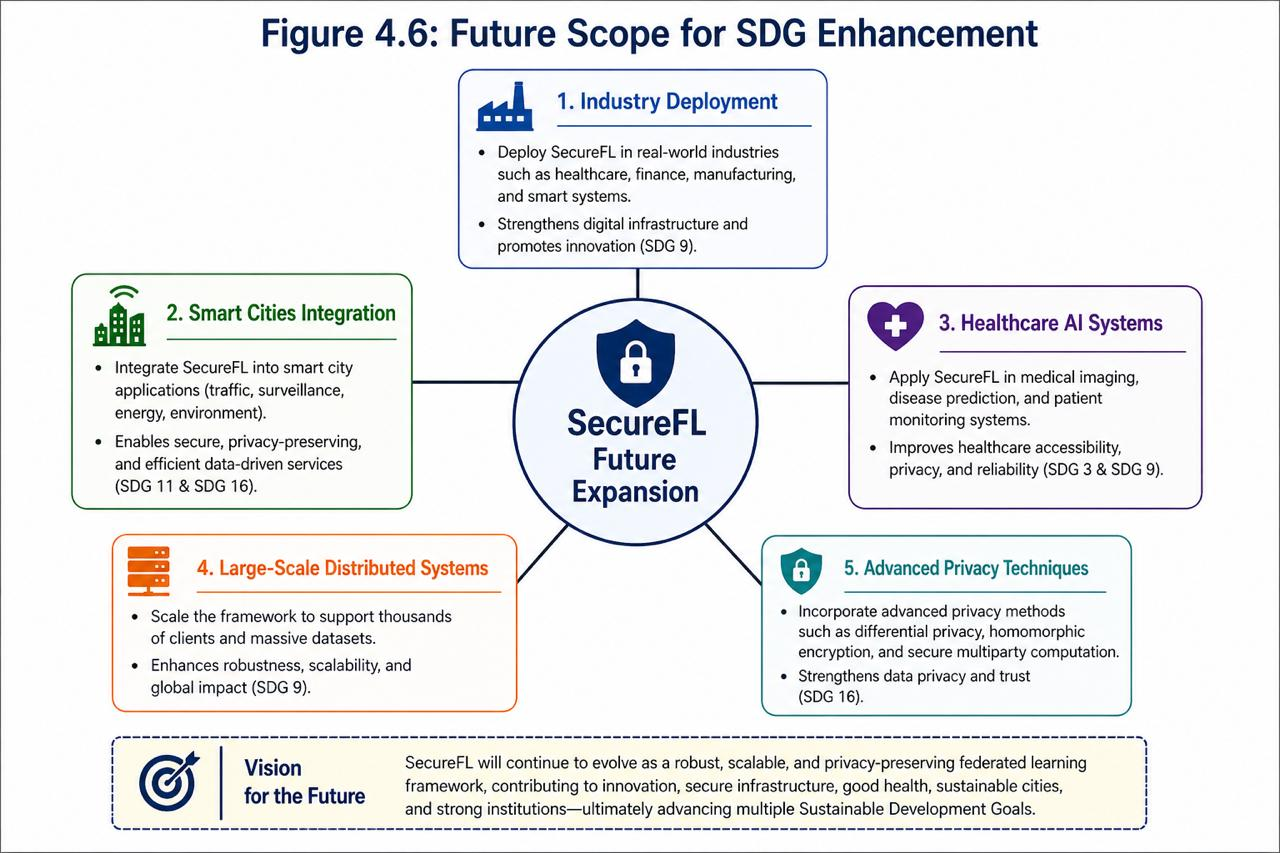 Figure 4.6: Future Scope for SDG Enhancement
1. Industry Deployment
• Deploy SecureFL in real-world industries
such as healthcare, finance, manufacturing,
and smart systems.
• Strengthens digital infrastructure and
promotes innovation (SDG 9).
2. Smart Cities Integration
• Integrate SecureFL into smart city
applications (traffic, surveillance,
energy, environment).
• Enables secure, privacy-preserving,
and efficient data-driven services
(SDG 11 & SDG 16).
SecureFL
Future
Expansion
3. Healthcare AI Systems
• Apply SecureFL in medical imaging,
disease prediction, and patient
monitoring systems.
• Improves healthcare accessibility,
privacy, and reliability (SDG 3 & SDG 9).
4. Large-Scale Distributed Systems
• Scale the framework to support thousands
of clients and massive datasets.
• Enhances robustness, scalability, and
global impact (SDG 9).
5. Advanced Privacy Techniques
• Incorporate advanced privacy methods
such as differential privacy, homomorphic
encryption, and secure multiparty computation.
• Strengthens data privacy and trust
(SDG 16).
Vision
for the Future
SecureFL will continue to evolve as a robust, scalable, and privacy-preserving federated learning
framework, contributing to innovation, secure infrastructure, good health, sustainable cities,
and strong institutions—ultimately advancing multiple Sustainable Development Goals.